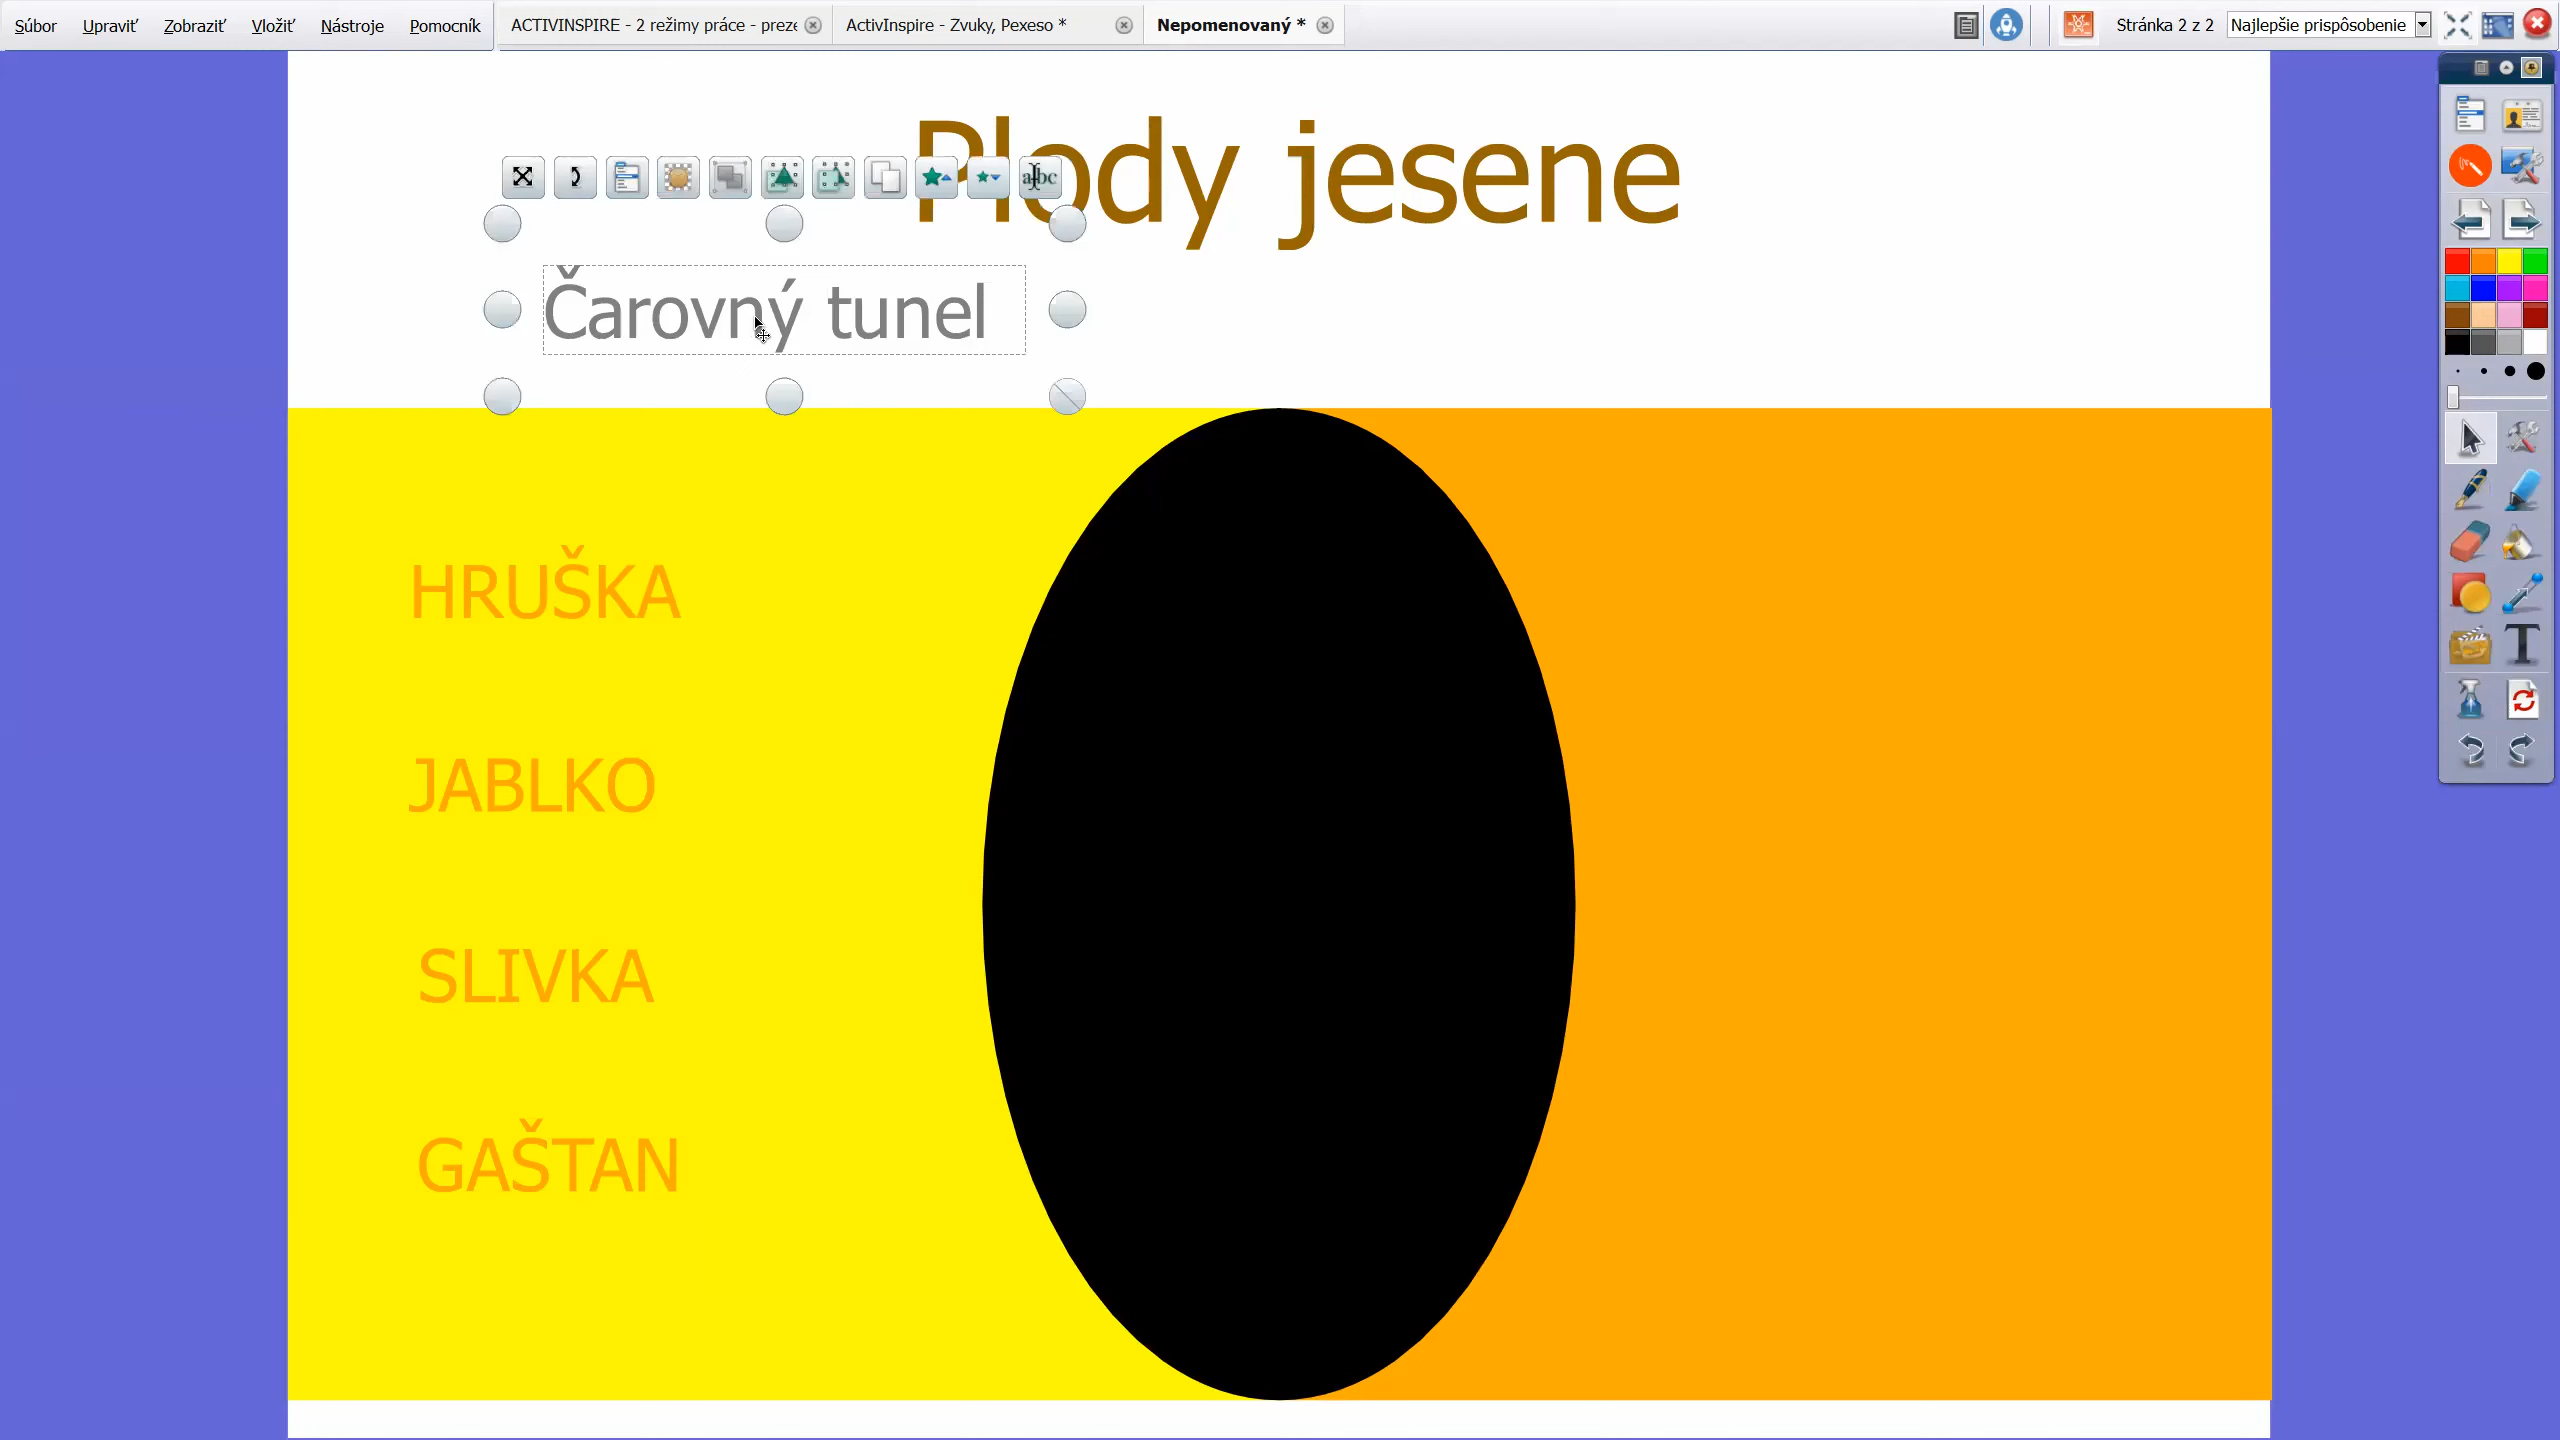 Súbor Upraviť Zobraziť Vložiť Nástroje Pomocník
ACTIVINSPIRE - 2 režimy práce - preze
ActivInspire - Zvuky, Pexeso *
Nepomenovaný *
Stránka 2 z 2
Najlepšie prispôsobenie
Plody jesene
abc
Čarovný tunel
HRUŠKA
JABLKO
SLIVKA
GAŠTAN
T